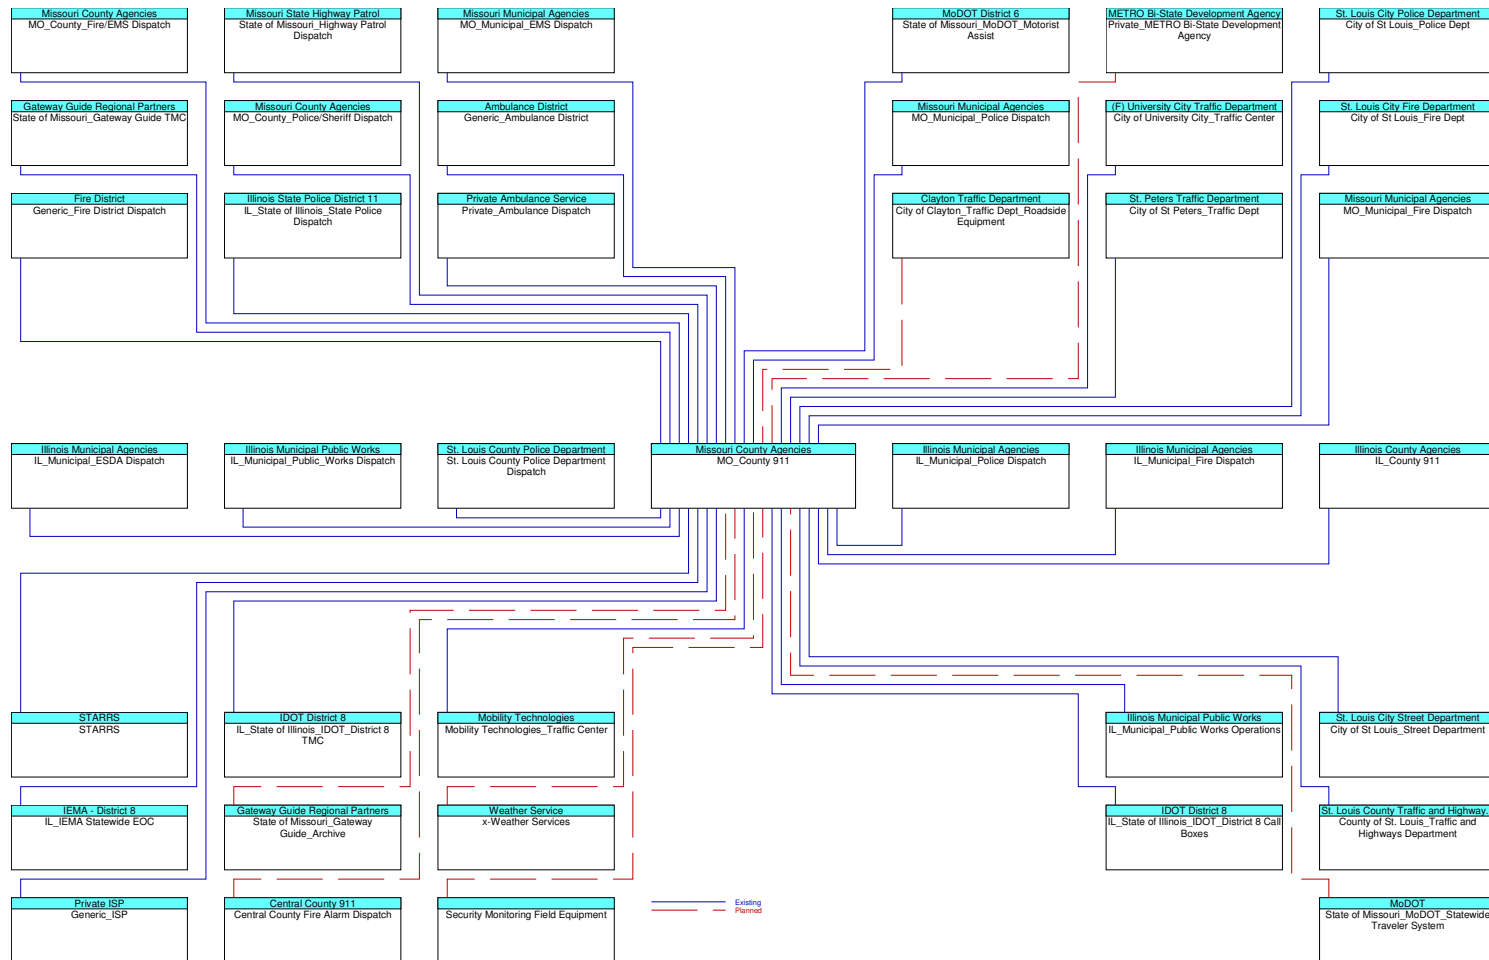 Missouri County Agencies
MO_County_Fire/EMS Dispatch
Missouri State Highway Patrol
State of Missouri_Highway Patrol
Dispatch
Missouri Municipal Agencies
MO_Municipal_EMS Dispatch
MoDOT District 6
State of Missouri_MoDOT_Motorist
Assist
METRO Bi-State Development Agency
Private_METRO Bi-State Development
Agency
St. Louis City Police Department
City of St Louis_Police Dept
Gateway Guide Regional Partners
State of Missouri_Gateway Guide TMC
Missouri County Agencies
MO_County_Police/Sheriff Dispatch
Ambulance District
Generic_Ambulance District
Missouri Municipal Agencies
MO_Municipal_Police Dispatch
(F) University City Traffic Department
City of University City_Traffic Center
St. Louis City Fire Department
City of St Louis_Fire Dept
Fire District
Generic_Fire District Dispatch
Illinois State Police District 11
IL_State of Illinois_State Police
Dispatch
Private Ambulance Service
Private_Ambulance Dispatch
Clayton Traffic Department
City of Clayton_Traffic Dept_Roadside
Equipment
St. Peters Traffic Department
City of St Peters_Traffic Dept
Missouri Municipal Agencies
MO_Municipal_Fire Dispatch
Illinois Municipal Agencies
IL_Municipal_ESDA Dispatch
Illinois Municipal Public Works
IL_Municipal_Public_Works Dispatch
St. Louis County Police Department
St. Louis County Police Department
Dispatch
Missouri County Agencies
MO_County 911
Illinois Municipal Agencies
IL_Municipal_Police Dispatch
Illinois Municipal Agencies
IL_Municipal_Fire Dispatch
Illinois County Agencies
IL_County 911
STARRS
STARRS
IDOT District 8
IL_State of Illinois_IDOT_District 8
TMC
Mobility Technologies
Mobility Technologies_Traffic Center
Illinois Municipal Public Works
IL_Municipal_Public Works Operations
St. Louis City Street Department
City of St Louis_Street Department
IEMA - District 8
IL_IEMA Statewide EOC
Gateway Guide Regional Partners
State of Missouri_Gateway
Guide_Archive
Weather Service
x-Weather Services
IDOT District 8
IL_State of Illinois_IDOT_District 8 Call
Boxes
St. Louis County Traffic and Highway.
County of St. Louis_Traffic and
Highways Department
Private ISP
Generic_ISP
Central County 911
Central County Fire Alarm Dispatch
Security Monitoring Field Equipment
Existing
Planned
MoDOT
State of Missouri_MoDOT_Statewide
Traveler System